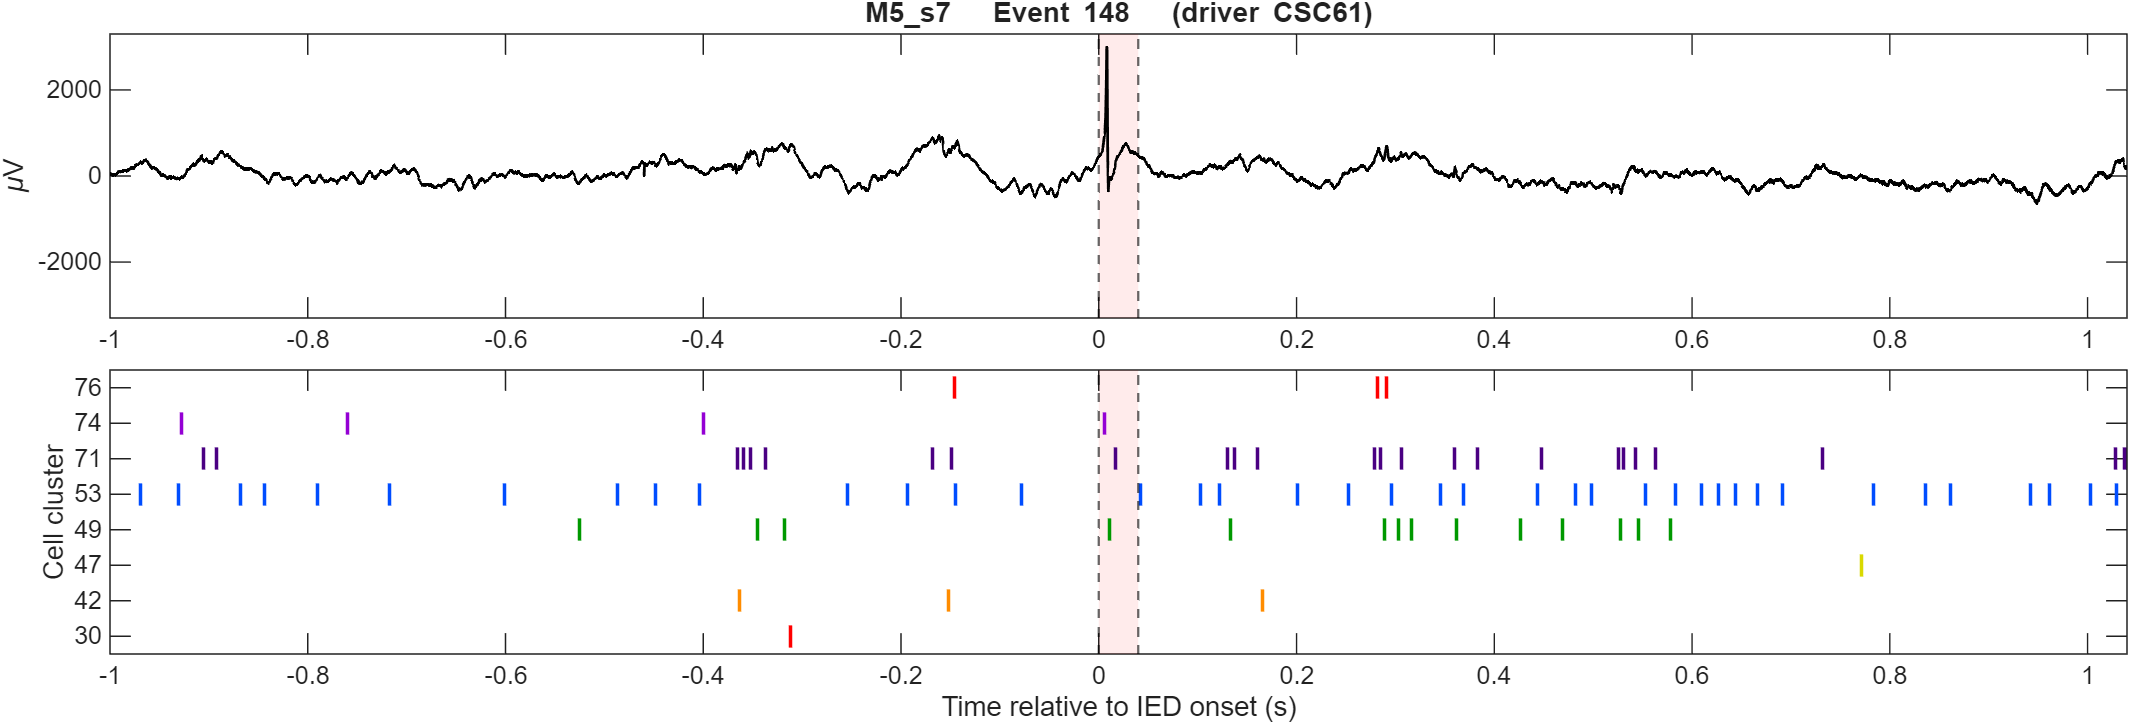 M5_s7 Event 148 (driver CSC61)
2000
0
-2000
µV
-1 -0.8 -0.6 -0.4 -0.2 0 0.2 0.4 0.6 0.8 1
76
74
71
53
49
47
42
30
Cell cluster
-1 -0.8 -0.6 -0.4 -0.2 0 0.2 0.4 0.6 0.8 1
Time relative to IED onset (s)